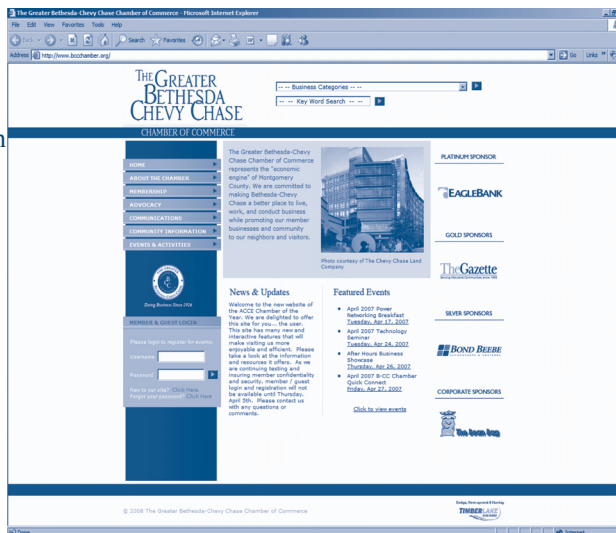 The Greater Bethesda-Chevy Chase Chamber of Commerce - Microsoft Internet Explorer
File Edit View Favorites Tools Help
Back Search Favorites
Address http://www.bccchamber.org/ Go Links
n
THE GREATER
BETHESDA
CHEVY CHASE
CHAMBER OF COMMERCE
-- -- Business Categories -- --
-- -- Key Word Search -- --
HOME
ABOUT THE CHAMBER
MEMBERSHIP
ADVOCACY
COMMUNICATIONS
COMMUNITY INFORMATION
EVENTS & ACTIVITIES
Doing Business Since 1926
MEMBER & GUEST LOGIN
Please login to register for events.
Username
Password
New to our site? Click Here.
Forgot your password? Click Here
The Greater Bethesda-Chevy
Chase Chamber of Commerce
represents the "economic
engine" of Montgomery
County. We are committed to
making Bethesda-Chevy
Chase a better place to live,
work, and conduct business
while promoting our member
businesses and community
to our neighbors and visitors.
Photo courtesy of The Chevy Chase Land
Company
News & Updates
Welcome to the new website of
the ACCE Chamber of the
Year. We are delighted to offer
this site for you... the user.
This site has many new and
interactive features that will
make visiting us more
enjoyable and efficient. Please
take a look at the information
and resources it offers. As we
are continuing testing and
insuring member confidentiality
and security, member / guest
login and registration will not
be available until Thursday,
April 5th. Please contact us
with any questions or
comments.
Featured Events
April 2007 Power
Networking Breakfast
Tuesday, Apr 17, 2007
April 2007 Technology
Seminar
Tuesday, Apr 24, 2007
After Hours Business
Showcase
Thursday, Apr 26, 2007
April 2007 B-CC Chamber
Quick Connect
Friday, Apr 27, 2007
Click to view events
PLATINUM SPONSOR
EAGLEBANK
GOLD SPONSORS
The Gazette
SILVER SPONSORS
BOND BEEBE
CORPORATE SPONSORS
The Bean Bag
© 2008 The Greater Bethesda-Chevy Chase Chamber of Commerce
Design, Development & Hosting
TIMBERLAKE
Done
Internet